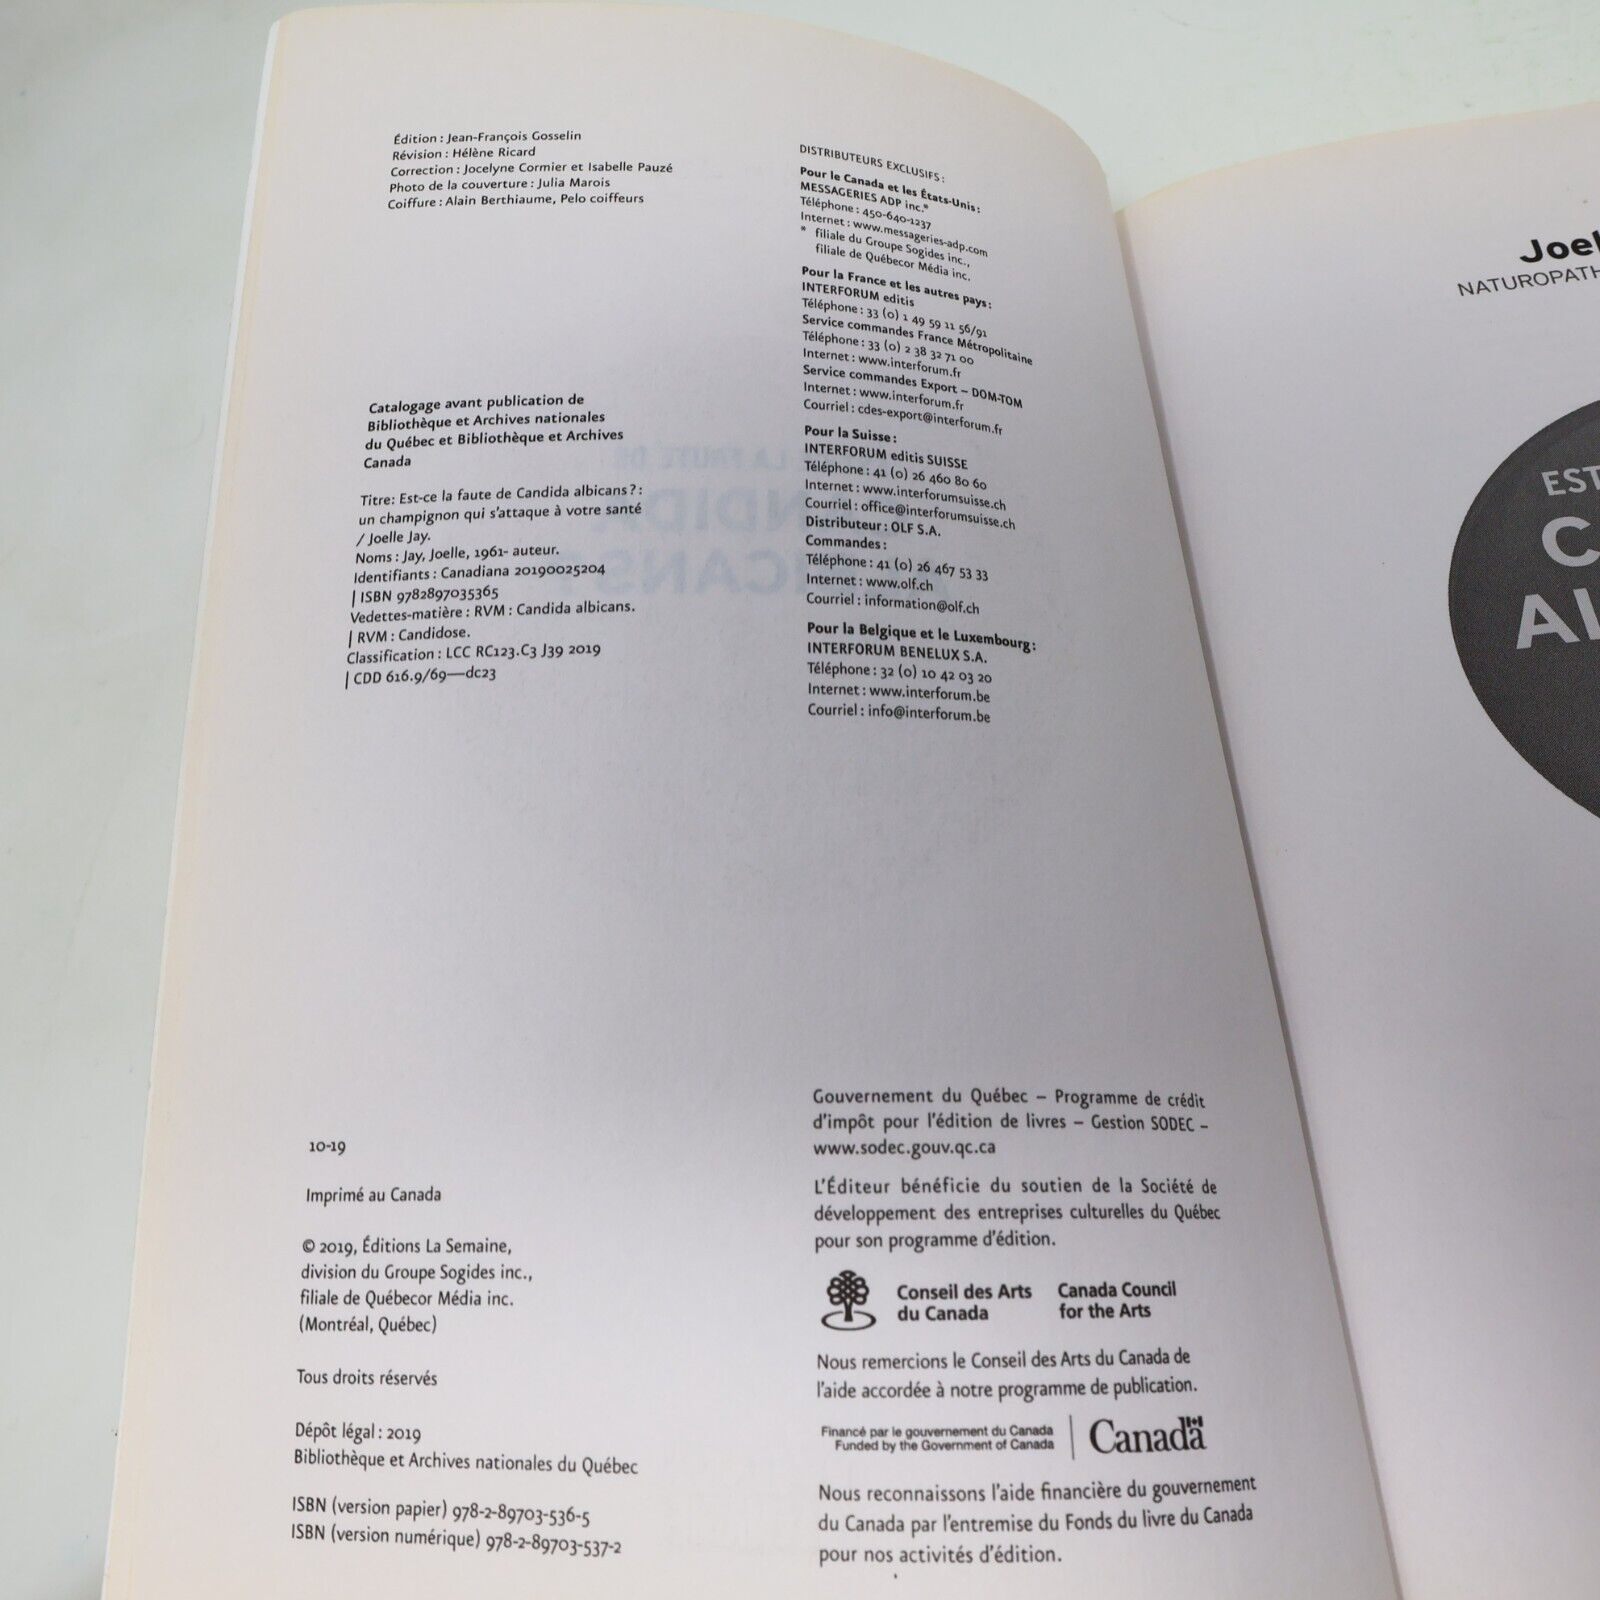 Édition : Jean-François Gosselin
Révision : Hélène Ricard
Correction : Jocelyne Cormier et Isabelle Pauzé
Photo de la couverture : Julia Marois
Coiffure : Alain Berthiaume, Pelo coiffeurs
Catalogage avant publication de
Bibliothèque et Archives nationales
du Québec et Bibliothèque et Archives
Canada
Titre: Est-ce la faute de Candida albicans? :
un champignon qui s'attaque à votre santé
/ Joelle Jay.
Noms : Jay, Joelle, 1961- auteur.
Identifiants : Canadiana 20190025204
| ISBN 9782897035365
Vedettes-matière : RVM : Candida albicans.
| RVM : Candidose.
Classification : LCC RC123.C3 J39 2019
| CDD 616.9/69—dc23
10-19
Imprimé au Canada
© 2019, Éditions La Semaine,
division du Groupe Sogides inc.,
filiale de Québecor Média inc.
(Montréal, Québec)
Tous droits réservés
Dépôt légal : 2019
Bibliothèque et Archives nationales du Québec
ISBN (version papier) 978-2-89703-536-5
ISBN (version numérique) 978-2-89703-537-2
DISTRIBUTEURS EXCLUSIFS :
Pour le Canada et les États-Unis :
MESSAGERIES ADP inc.*
Téléphone : 450-640-1237
Internet : www.messageries-adp.com
* filiale du Groupe Sogides inc.,
filiale de Québecor Média inc.
Pour la France et les autres pays :
INTERFORUM editis
Téléphone : 33 (0) 1 49 59 11 56/91
Service commandes France Métropolitaine
Téléphone : 33 (0) 2 38 32 71 00
Internet : www.interforum.fr
Service commandes Export – DOM-TOM
Internet : www.interforum.fr
Courriel : cdes-export@interforum.fr
Pour la Suisse :
INTERFORUM editis SUISSE
Téléphone : 41 (0) 26 460 80 60
Internet : www.interforumsuisse.ch
Courriel : office@interforumsuisse.ch
Distributeur : OLF S.A.
Commandes :
Téléphone : 41 (0) 26 467 53 33
Internet : www.olf.ch
Courriel : information@olf.ch
Pour la Belgique et le Luxembourg :
INTERFORUM BENELUX S.A.
Téléphone : 32 (0) 10 42 03 20
Internet : www.interforum.be
Courriel : info@interforum.be
Gouvernement du Québec – Programme de crédit
d'impôt pour l'édition de livres – Gestion SODEC –
www.sodec.gouv.qc.ca
L'Éditeur bénéficie du soutien de la Société de
développement des entreprises culturelles du Québec
pour son programme d'édition.
Conseil des Arts Canada Council
du Canada for the Arts
Nous remercions le Conseil des Arts du Canada de
l'aide accordée à notre programme de publication.
Financé par le gouvernement du Canada
Funded by the Government of Canada
Canada
Nous reconnaissons l'aide financière du gouvernement
du Canada par l'entremise du Fonds du livre du Canada
pour nos activités d'édition.
Joel
NATUROPATH
EST
C
AL